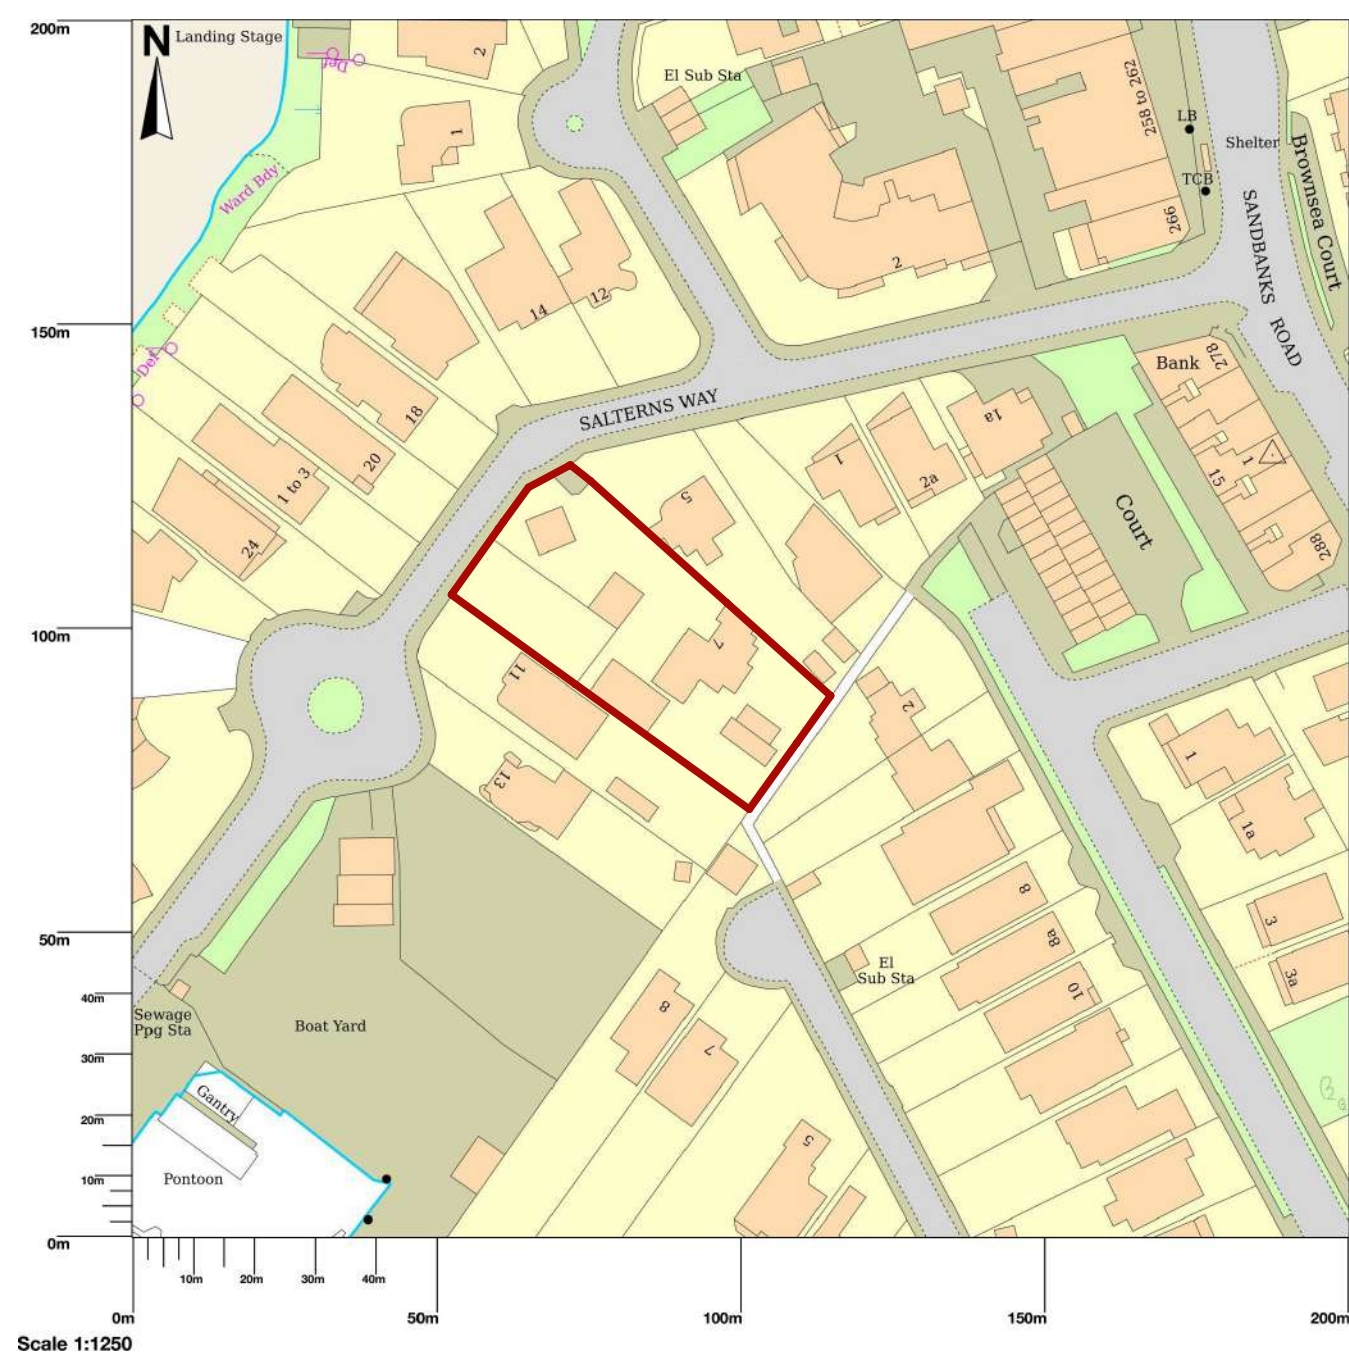 200m
N
Landing Stage
2
Def
El Sub Sta
258 to 262
LB
1
Shelter
Brownsea Court
TCB
Ward Bdy
SANDBANKS ROAD
266
2
14
12
150m
Def
278
Bank
SALTERNS WAY
18
1a
20
1
2a
1
15
1 to 3
5
Court
24
288
100m
7
11
2
1
13
1a
8
3
50m
8a
El
Sub Sta
3a
40m
10
8
Sewage
Ppg Sta
Boat Yard
30m
7
Gantry
20m
5
10m
Pontoon
0m
10m
20m
30m
40m
0m
50m
100m
150m
200m
Scale 1:1250